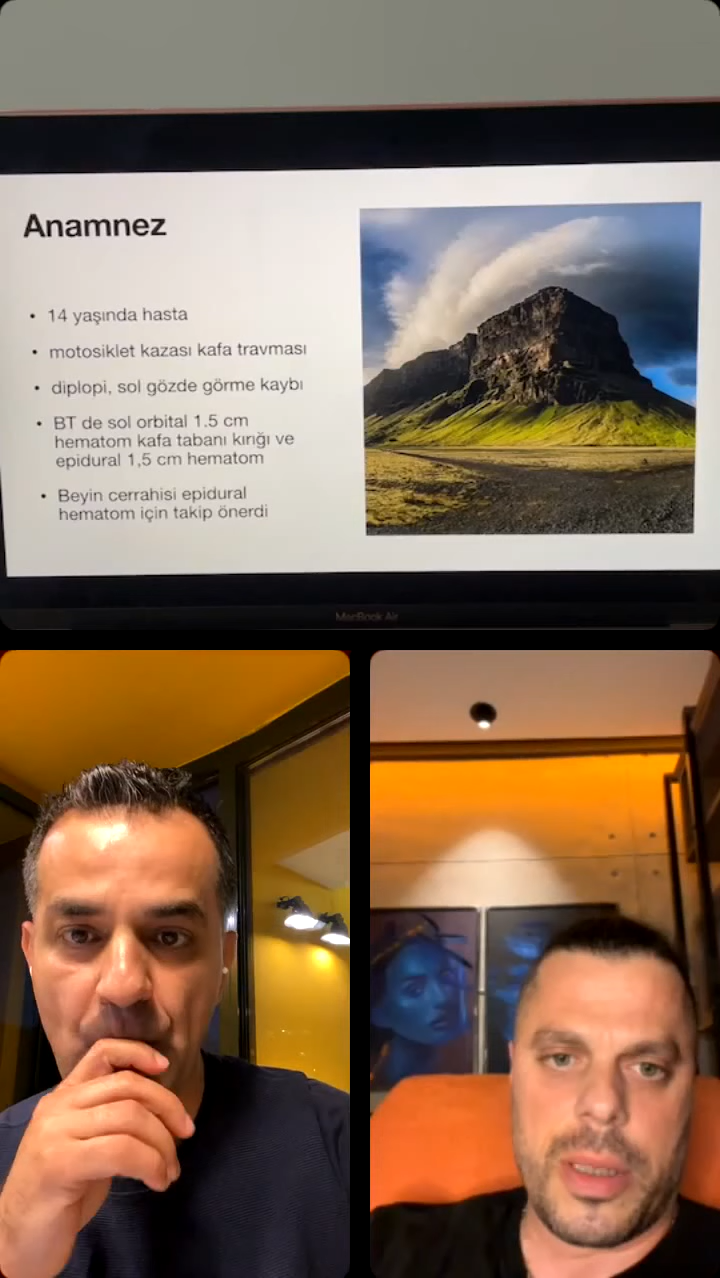 Anamnez
• 14 yaşında hasta
• motosiklet kazası kafa travması
• diplopi, sol gözde görme kaybı
• BT de sol orbital 1.5 cm
hematom kafa tabanı kırığı ve
epidural 1,5 cm hematom
• Beyin cerrahisi epidural
hematom için takip önerdi
MacBook Air